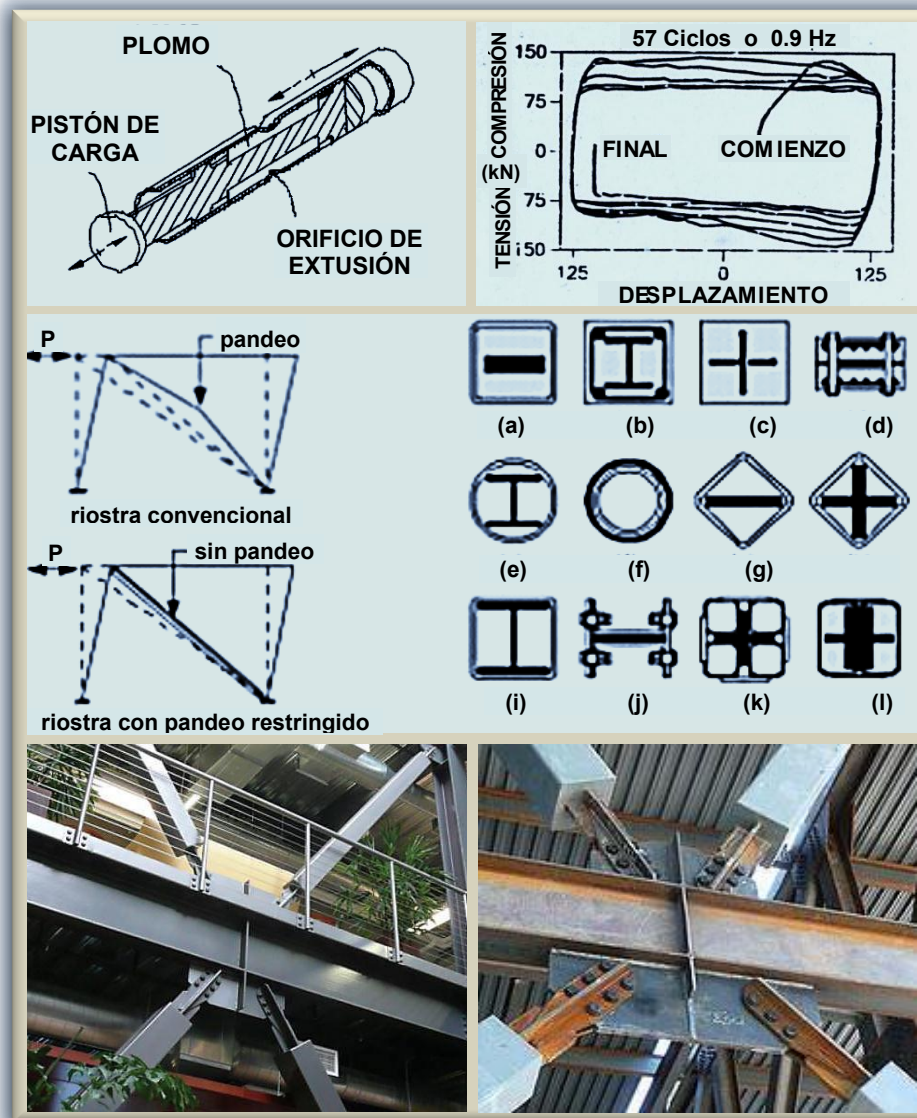 PLOMO
PISTÓN DE
CARGA
ORIFICIO DE
EXTUSIÓN
57 Ciclos o 0.9 Hz
150
75
0
75
150
(kN)
COMPRESIÓN
TENSIÓN
FINAL
COMIENZO
125
0
125
DESPLAZAMIENTO
P
pandeo
riostra convencional
P
sin pandeo
riostra con pandeo restringido
(a)
(b)
(c)
(d)
(e)
(f)
(g)
(i)
(j)
(k)
(l)